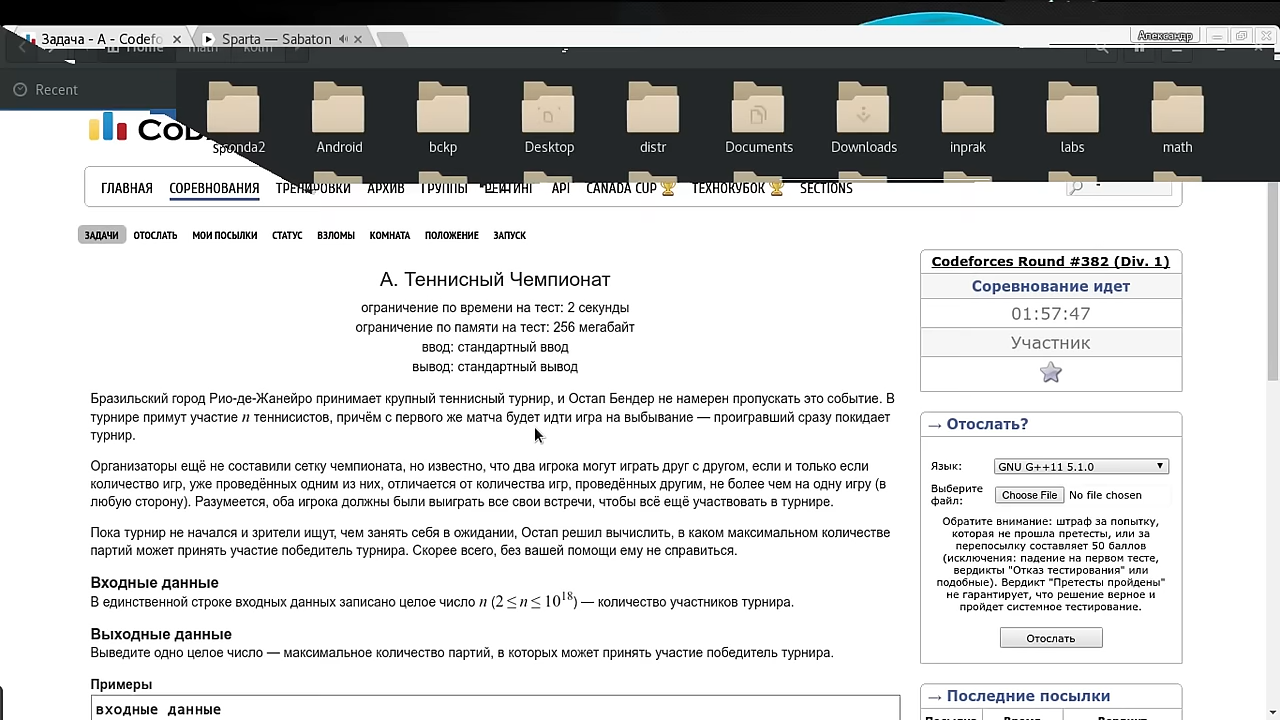 Задача - A - Codefo
Sparta — Sabaton
Александр
Home
math
Recent
sponda2
Android
bckp
Desktop
distr
Documents
Downloads
inprak
labs
math
ГЛАВНАЯ
СОРЕВНОВАНИЯ
ТРЕНИРОВКИ
АРХИВ
ГРУППЫ
РЕЙТИНГ
API
CANADA CUP
ТЕХНОКУБОК
SECTIONS
ЗАДАЧИ
ОТОСЛАТЬ
МОИ ПОСЫЛКИ
СТАТУС
ВЗЛОМЫ
КОМНАТА
ПОЛОЖЕНИЕ
ЗАПУСК
A. Теннисный Чемпионат
ограничение по времени на тест: 2 секунды
ограничение по памяти на тест: 256 мегабайт
ввод: стандартный ввод
вывод: стандартный вывод
Бразильский город Рио-де-Жанейро принимает крупный теннисный турнир, и Остап Бендер не намерен пропускать это событие. В
турнире примут участие n теннисистов, причём с первого же матча будет идти игра на выбывание — проигравший сразу покидает
турнир.
Организаторы ещё не составили сетку чемпионата, но известно, что два игрока могут играть друг с другом, если и только если
количество игр, уже проведённых одним из них, отличается от количества игр, проведённых другим, не более чем на одну игру (в
любую сторону). Разумеется, оба игрока должны были выиграть все свои встречи, чтобы всё ещё участвовать в турнире.
Пока турнир не начался и зрители ищут, чем занять себя в ожидании, Остап решил вычислить, в каком максимальном количестве
партий может принять участие победитель турнира. Скорее всего, без вашей помощи ему не справиться.
Входные данные
В единственной строке входных данных записано целое число n (2 ≤ n ≤ 10^18) — количество участников турнира.
Выходные данные
Выведите одно целое число — максимальное количество партий, в которых может принять участие победитель турнира.
Примеры
входные данные
Codeforces Round #382 (Div. 1)
Соревнование идет
01:57:47
Участник
→ Отослать?
Язык:
GNU G++11 5.1.0
Выберите
файл:
Choose File
No file chosen
Обратите внимание: штраф за попытку,
которая не прошла претесты, или за
перепосылку составляет 50 баллов
(исключения: падение на первом тесте,
вердикты "Отказ тестирования" или
подобные). Вердикт "Претесты пройдены"
не гарантирует, что решение верное и
пройдет системное тестирование.
Отослать
→ Последние посылки